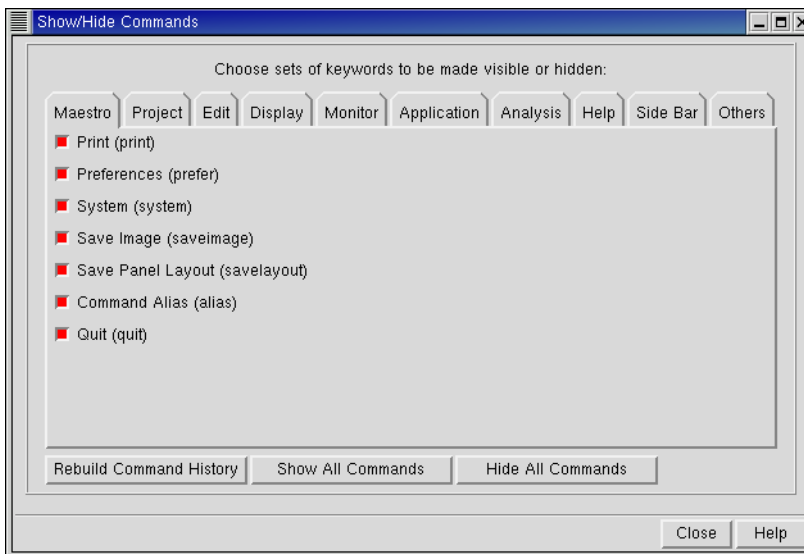 Show/Hide Commands
Choose sets of keywords to be made visible or hidden:
Maestro Project Edit Display Monitor Application Analysis Help Side Bar Others
Print (print)
Preferences (prefer)
System (system)
Save Image (saveimage)
Save Panel Layout (savelayout)
Command Alias (alias)
Quit (quit)
Rebuild Command History Show All Commands Hide All Commands
Close Help